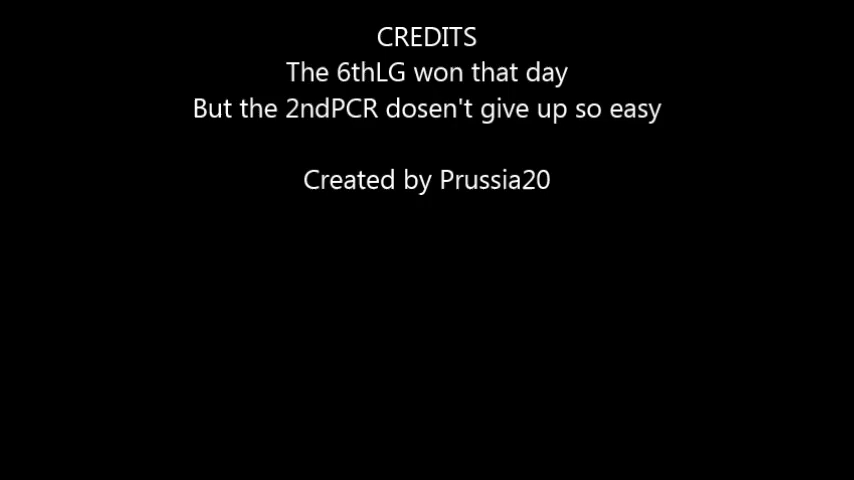 CREDITS
The 6thLG won that day
But the 2ndPCR dosen't give up so easy
Created by Prussia20